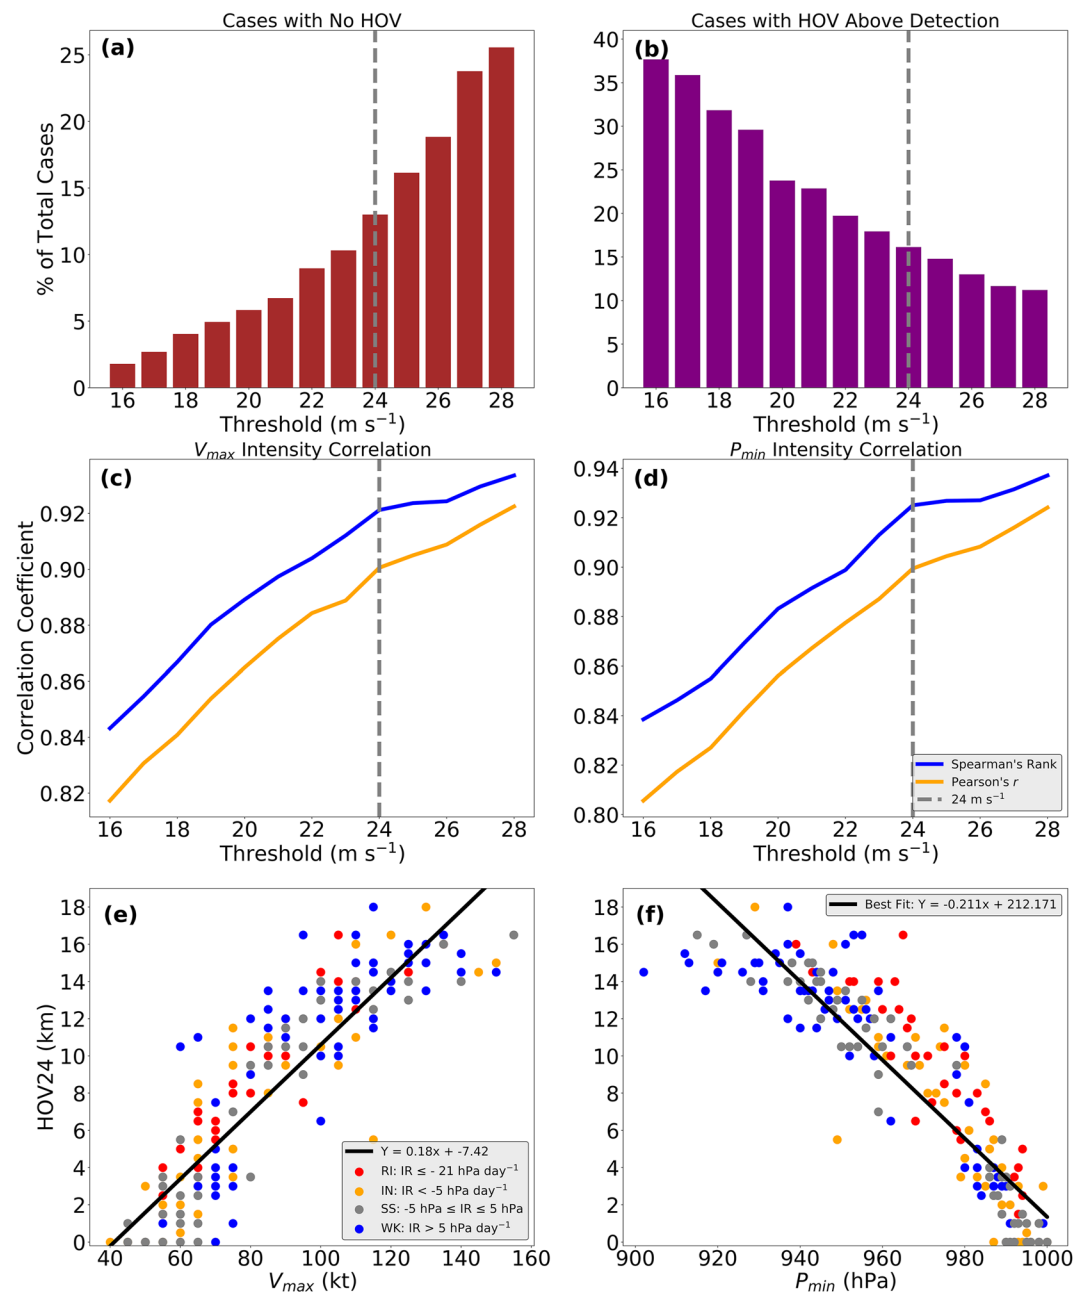 Cases with No HOV
Cases with HOV Above Detection
(a)
(b)
% of Total Cases
25
20
15
10
5
0
40
35
30
25
20
15
10
5
0
16 18 20 22 24 26 28
16 18 20 22 24 26 28
Threshold (m s⁻¹)
Threshold (m s⁻¹)
V_max Intensity Correlation
P_min Intensity Correlation
(c)
(d)
Correlation Coefficient
0.92
0.90
0.88
0.86
0.84
0.82
0.94
0.92
0.90
0.88
0.86
0.84
0.82
0.80
Spearman's Rank
Pearson's r
24 m s⁻¹
16 18 20 22 24 26 28
16 18 20 22 24 26 28
Threshold (m s⁻¹)
Threshold (m s⁻¹)
(e)
(f)
HOV24 (km)
18
16
14
12
10
8
6
4
2
0
18
16
14
12
10
8
6
4
2
0
Best Fit: Y = -0.211x + 212.171
Y = 0.18x + -7.42
RI: IR ≤ - 21 hPa day⁻¹
IN: IR < -5 hPa day⁻¹
SS: -5 hPa ≤ IR ≤ 5 hPa
WK: IR > 5 hPa day⁻¹
40 60 80 100 120 140 160
900 920 940 960 980 1000
V_max (kt)
P_min (hPa)